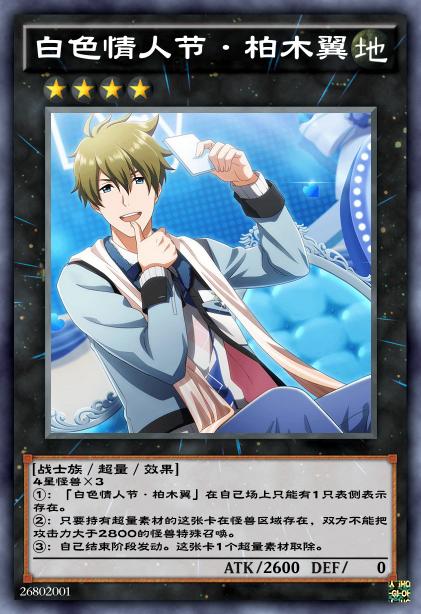 白色情人节·柏木翼 地
[战士族/超量/效果]
4星怪兽×3
①：「白色情人节·柏木翼」在自己场上只能有1只表侧表示
存在。
②：只要持有超量素材的这张卡在怪兽区域存在，双方不能把
攻击力大于2800的怪兽特殊召唤。
③：自己结束阶段发动。这张卡1个超量素材取除。
ATK/2600 DEF/ 0
26802001